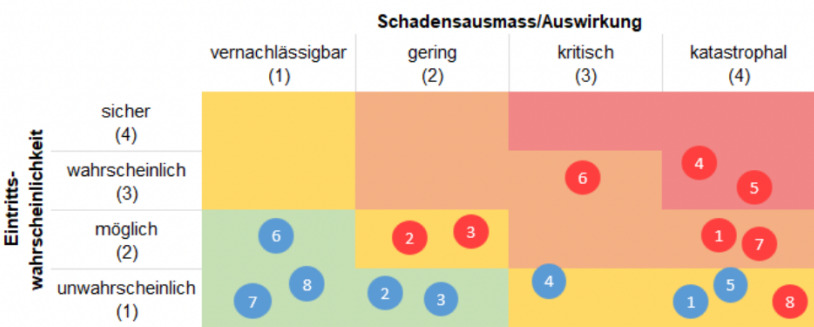 Schadensausmass/Auswirkung
vernachlässigbar gering kritisch katastrophal
(1) (2) (3) (4)
Eintritts-
wahrscheinlichkeit
sicher
(4)
wahrscheinlich
(3)
4
6
5
möglich
(2)
6 2 3 1 7
unwahrscheinlich
(1)
7 8 2 3 4 1 5 8